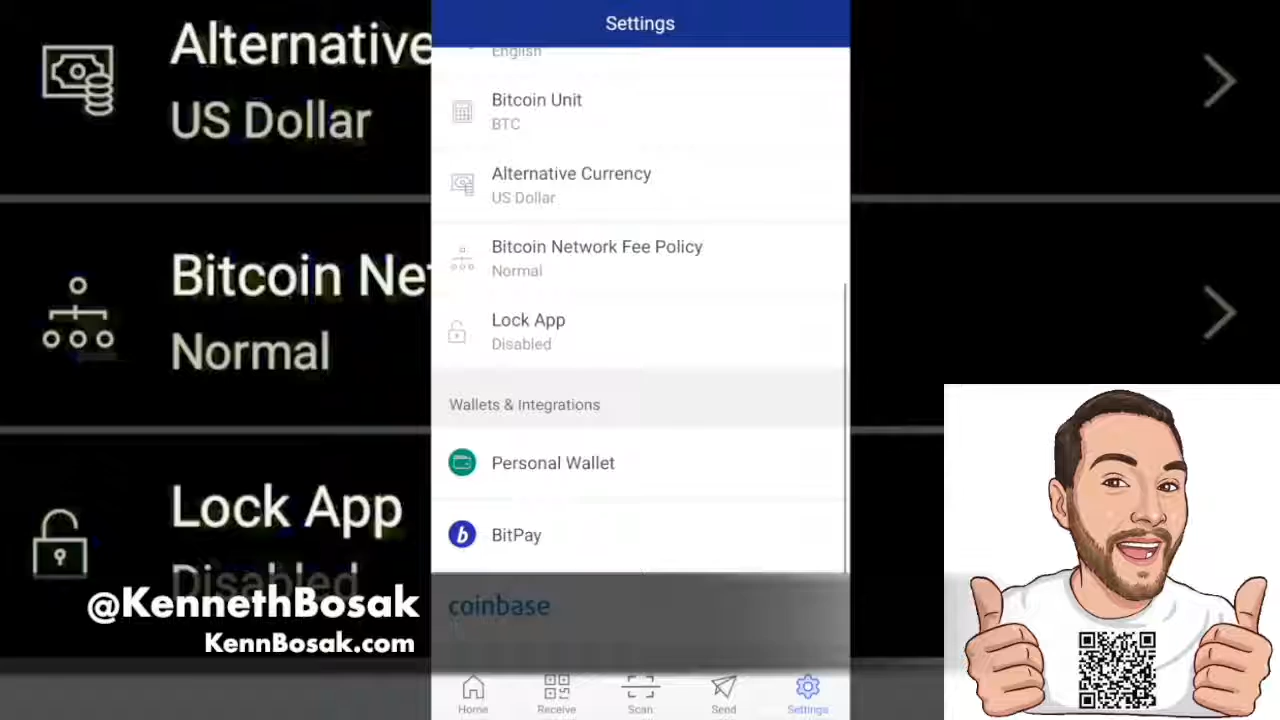 Settings
English
Bitcoin Unit
BTC
Alternative Currency
US Dollar
Bitcoin Network Fee Policy
Normal
Lock App
Disabled
Wallets & Integrations
Personal Wallet
b BitPay
coinbase
Home Receive Scan Send Settings
Alternative
US Dollar
Bitcoin Ne
Normal
Lock App
Disabled
@KennethBosak
KennBosak.com